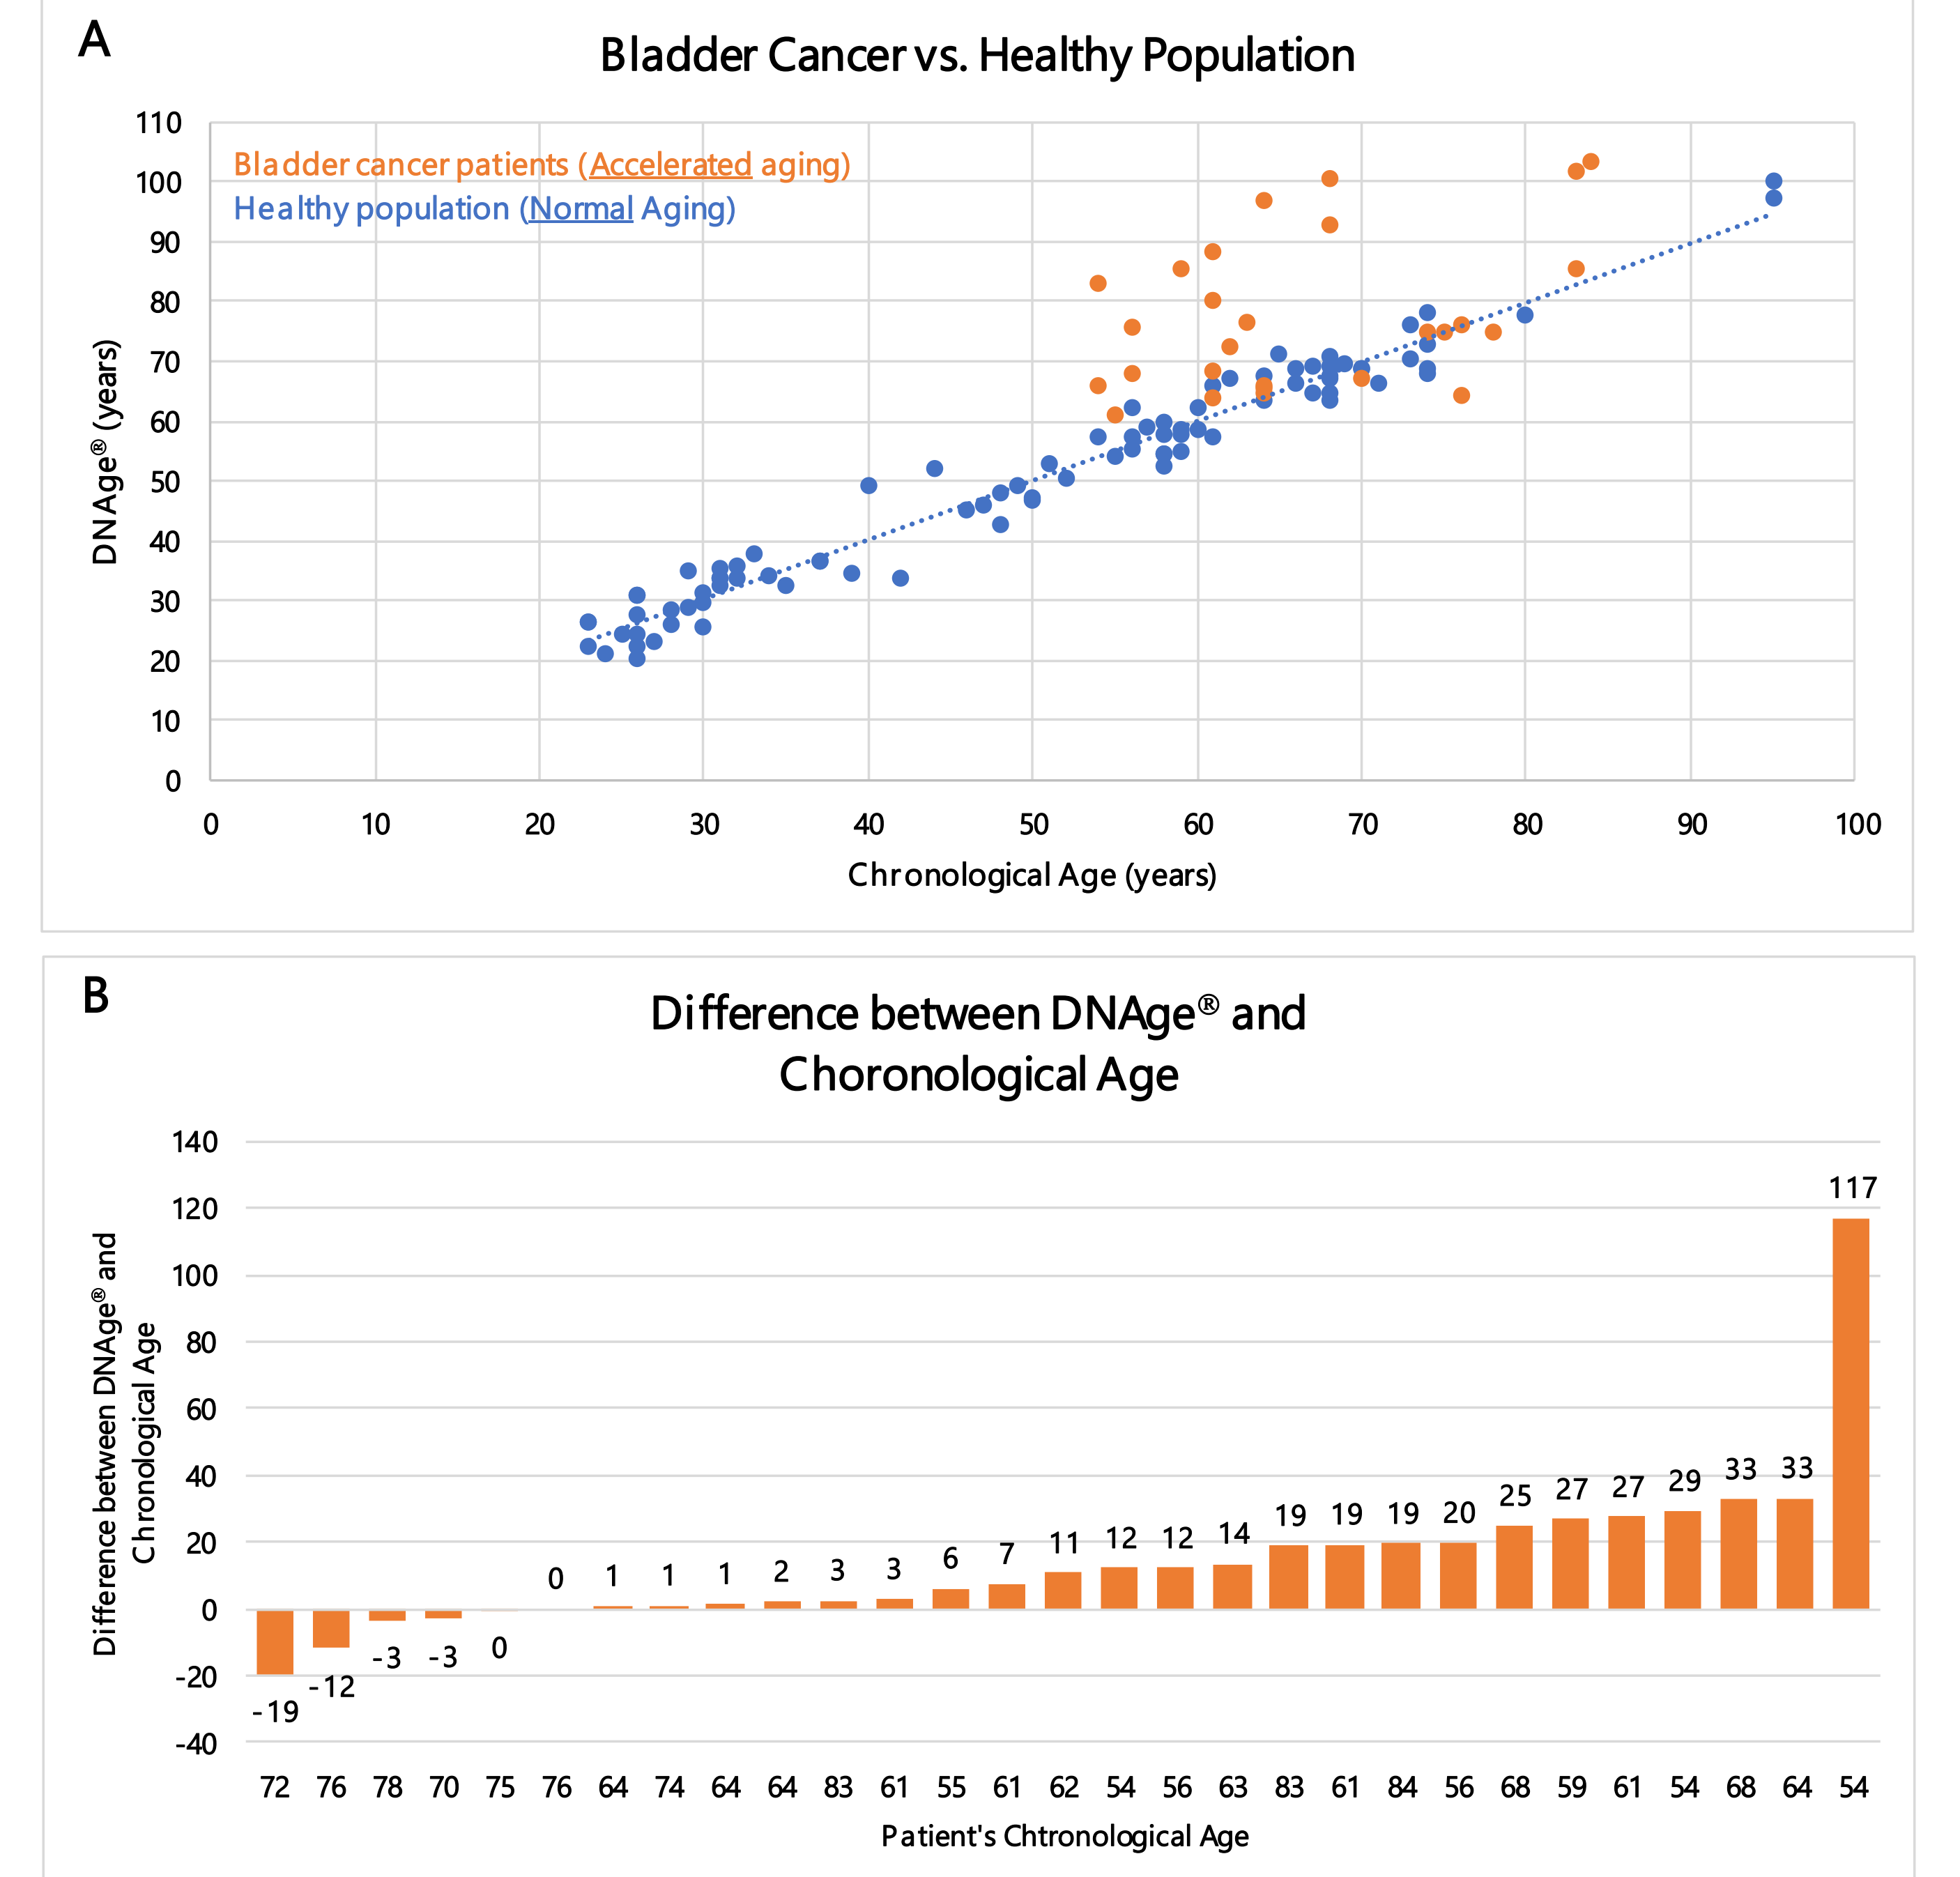 A
Bladder Cancer vs. Healthy Population
110
100
90
80
70
60
50
40
30
20
10
0
Bladder cancer patients (Accelerated aging)
Healthy population (Normal Aging)
DNAge® (years)
0 10 20 30 40 50 60 70 80 90 100
Chronological Age (years)
B
Difference between DNAge® and
Choronological Age
140
120
100
80
60
40
20
0
-20
-40
Difference between DNAge® and
Chronological Age
-19 -12 -3 -3 0 0 1 1 1 2 3 3 6 7 11 12 12 14 19 19 19 20 25 27 27 29 33 33 117
72 76 78 70 75 76 64 74 64 64 83 61 55 61 62 54 56 63 83 61 84 56 68 59 61 54 68 64 54
Patient's Chtronological Age